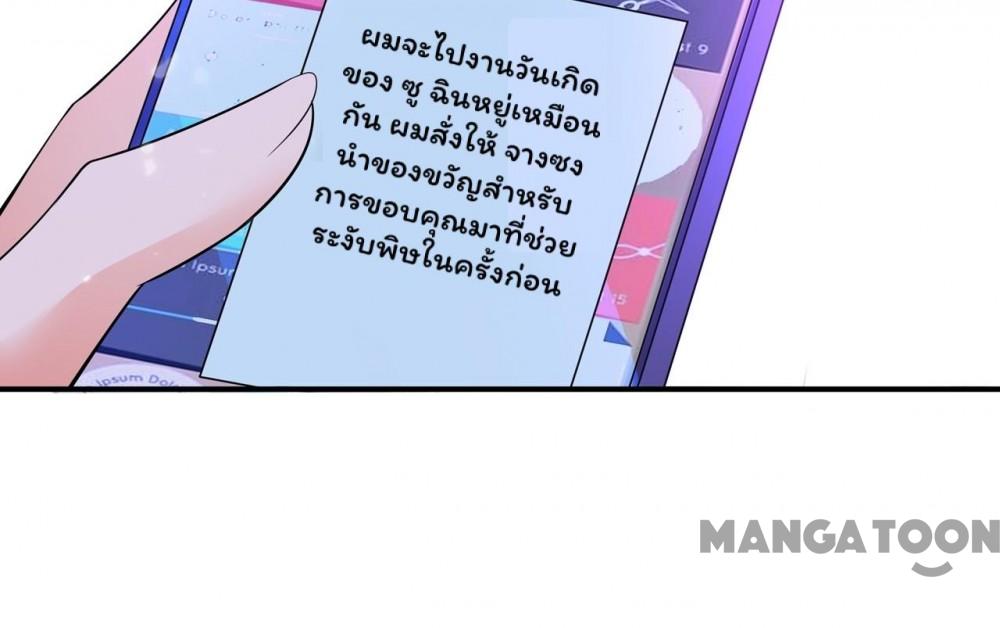 ผมจะไปงานวันเกิด
ของ ซู ฉินหยู่เหมือน
กัน ผมสั่งให้ จางซง
นำของขวัญสำหรับ
การขอบคุณมาที่ช่วย
ระงับพิษในครั้งก่อน
Ipsum
Ipsum Dol
MANGATOON